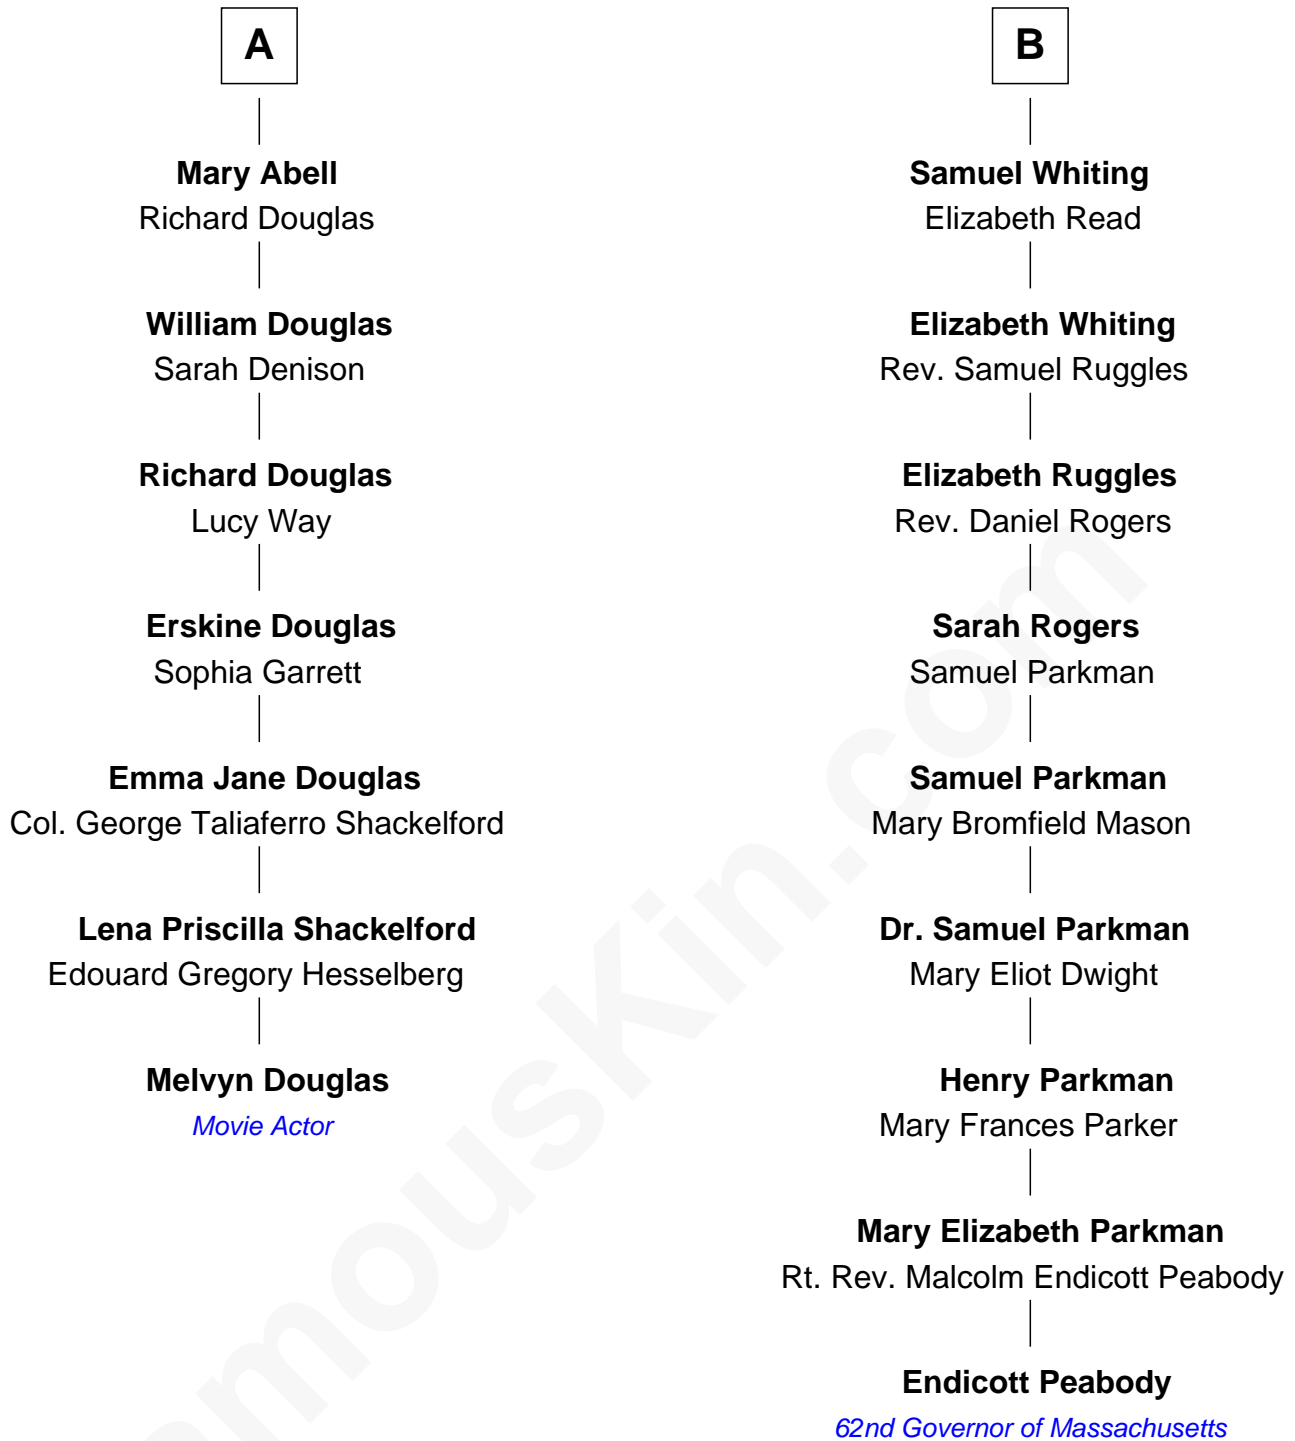 A
Mary Abell
Richard Douglas
William Douglas
Sarah Denison
Richard Douglas
Lucy Way
Erskine Douglas
Sophia Garrett
Emma Jane Douglas
Col. George Taliaferro Shackelford
Lena Priscilla Shackelford
Edouard Gregory Hesselberg
Melvyn Douglas
Movie Actor
B
Samuel Whiting
Elizabeth Read
Elizabeth Whiting
Rev. Samuel Ruggles
Elizabeth Ruggles
Rev. Daniel Rogers
Sarah Rogers
Samuel Parkman
Samuel Parkman
Mary Bromfield Mason
Dr. Samuel Parkman
Mary Eliot Dwight
Henry Parkman
Mary Frances Parker
Mary Elizabeth Parkman
Rt. Rev. Malcolm Endicott Peabody
Endicott Peabody
62nd Governor of Massachusetts
amousKin.com